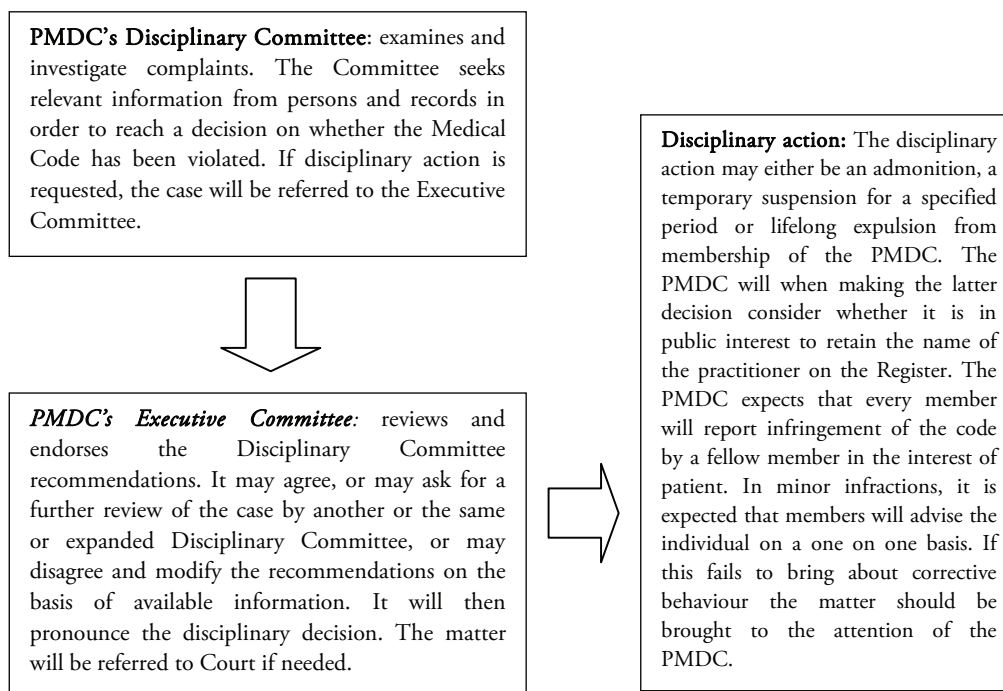 PMDC's Disciplinary Committee: examines and
investigate complaints. The Committee seeks
relevant information from persons and records in
order to reach a decision on whether the Medical
Code has been violated. If disciplinary action is
requested, the case will be referred to the Executive
Committee.
PMDC's Executive Committee: reviews and
endorses the Disciplinary Committee
recommendations. It may agree, or may ask for a
further review of the case by another or the same
or expanded Disciplinary Committee, or may
disagree and modify the recommendations on the
basis of available information. It will then
pronounce the disciplinary decision. The matter
will be referred to Court if needed.
Disciplinary action: The disciplinary
action may either be an admonition, a
temporary suspension for a specified
period or lifelong expulsion from
membership of the PMDC. The
PMDC will when making the latter
decision consider whether it is in
public interest to retain the name of
the practitioner on the Register. The
PMDC expects that every member
will report infringement of the code
by a fellow member in the interest of
patient. In minor infractions, it is
expected that members will advise the
individual on a one on one basis. If
this fails to bring about corrective
behaviour the matter should be
brought to the attention of the
PMDC.